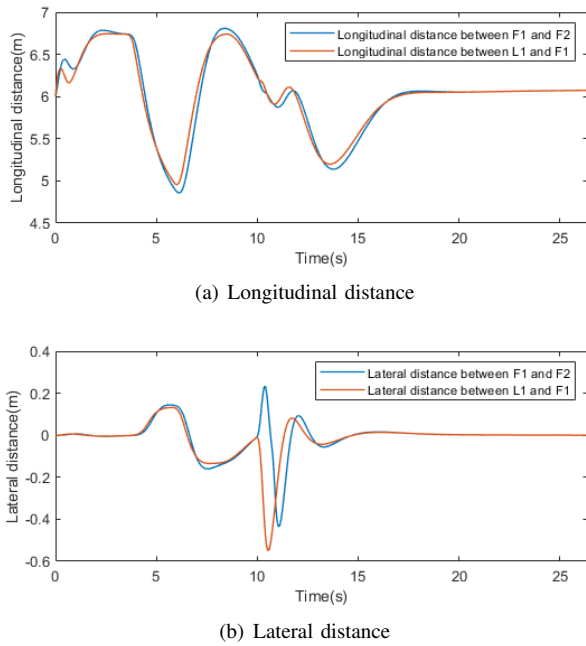 7
6.5
6
5.5
5
4.5
Longitudinal distance(m)
Longitudinal distance between F1 and F2
Longitudinal distance between L1 and F1
0 5 10 15 20 25
Time(s)
(a) Longitudinal distance
0.4
0.2
0
-0.2
-0.4
-0.6
Lateral distance(m)
Lateral distance between F1 and F2
Lateral distance between L1 and F1
0 5 10 15 20 25
Time(s)
(b) Lateral distance